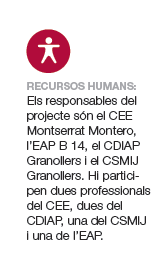 RECURSOS HUMANS:
Els responsables del
projecte són el CEE
Montserrat Montero,
l'EAP B 14, el CDIAP
Granollers i el CSMIJ
Granollers. Hi partici-
pen dues professionals
del CEE, dues del
CDIAP, una del CSMIJ
i una de l'EAP.